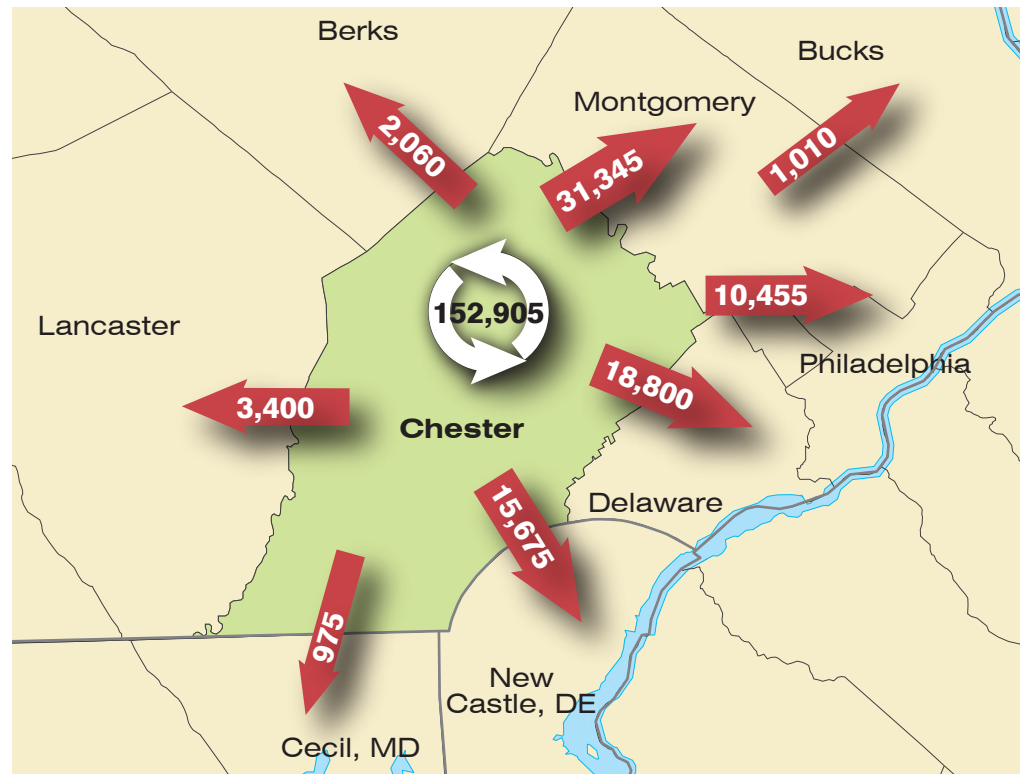 Berks
Bucks
Montgomery
2,060
31,345
1,010
152,905
10,455
Lancaster
Philadelphia
18,800
3,400
Chester
Delaware
15,675
975
New
Castle, DE
Cecil, MD